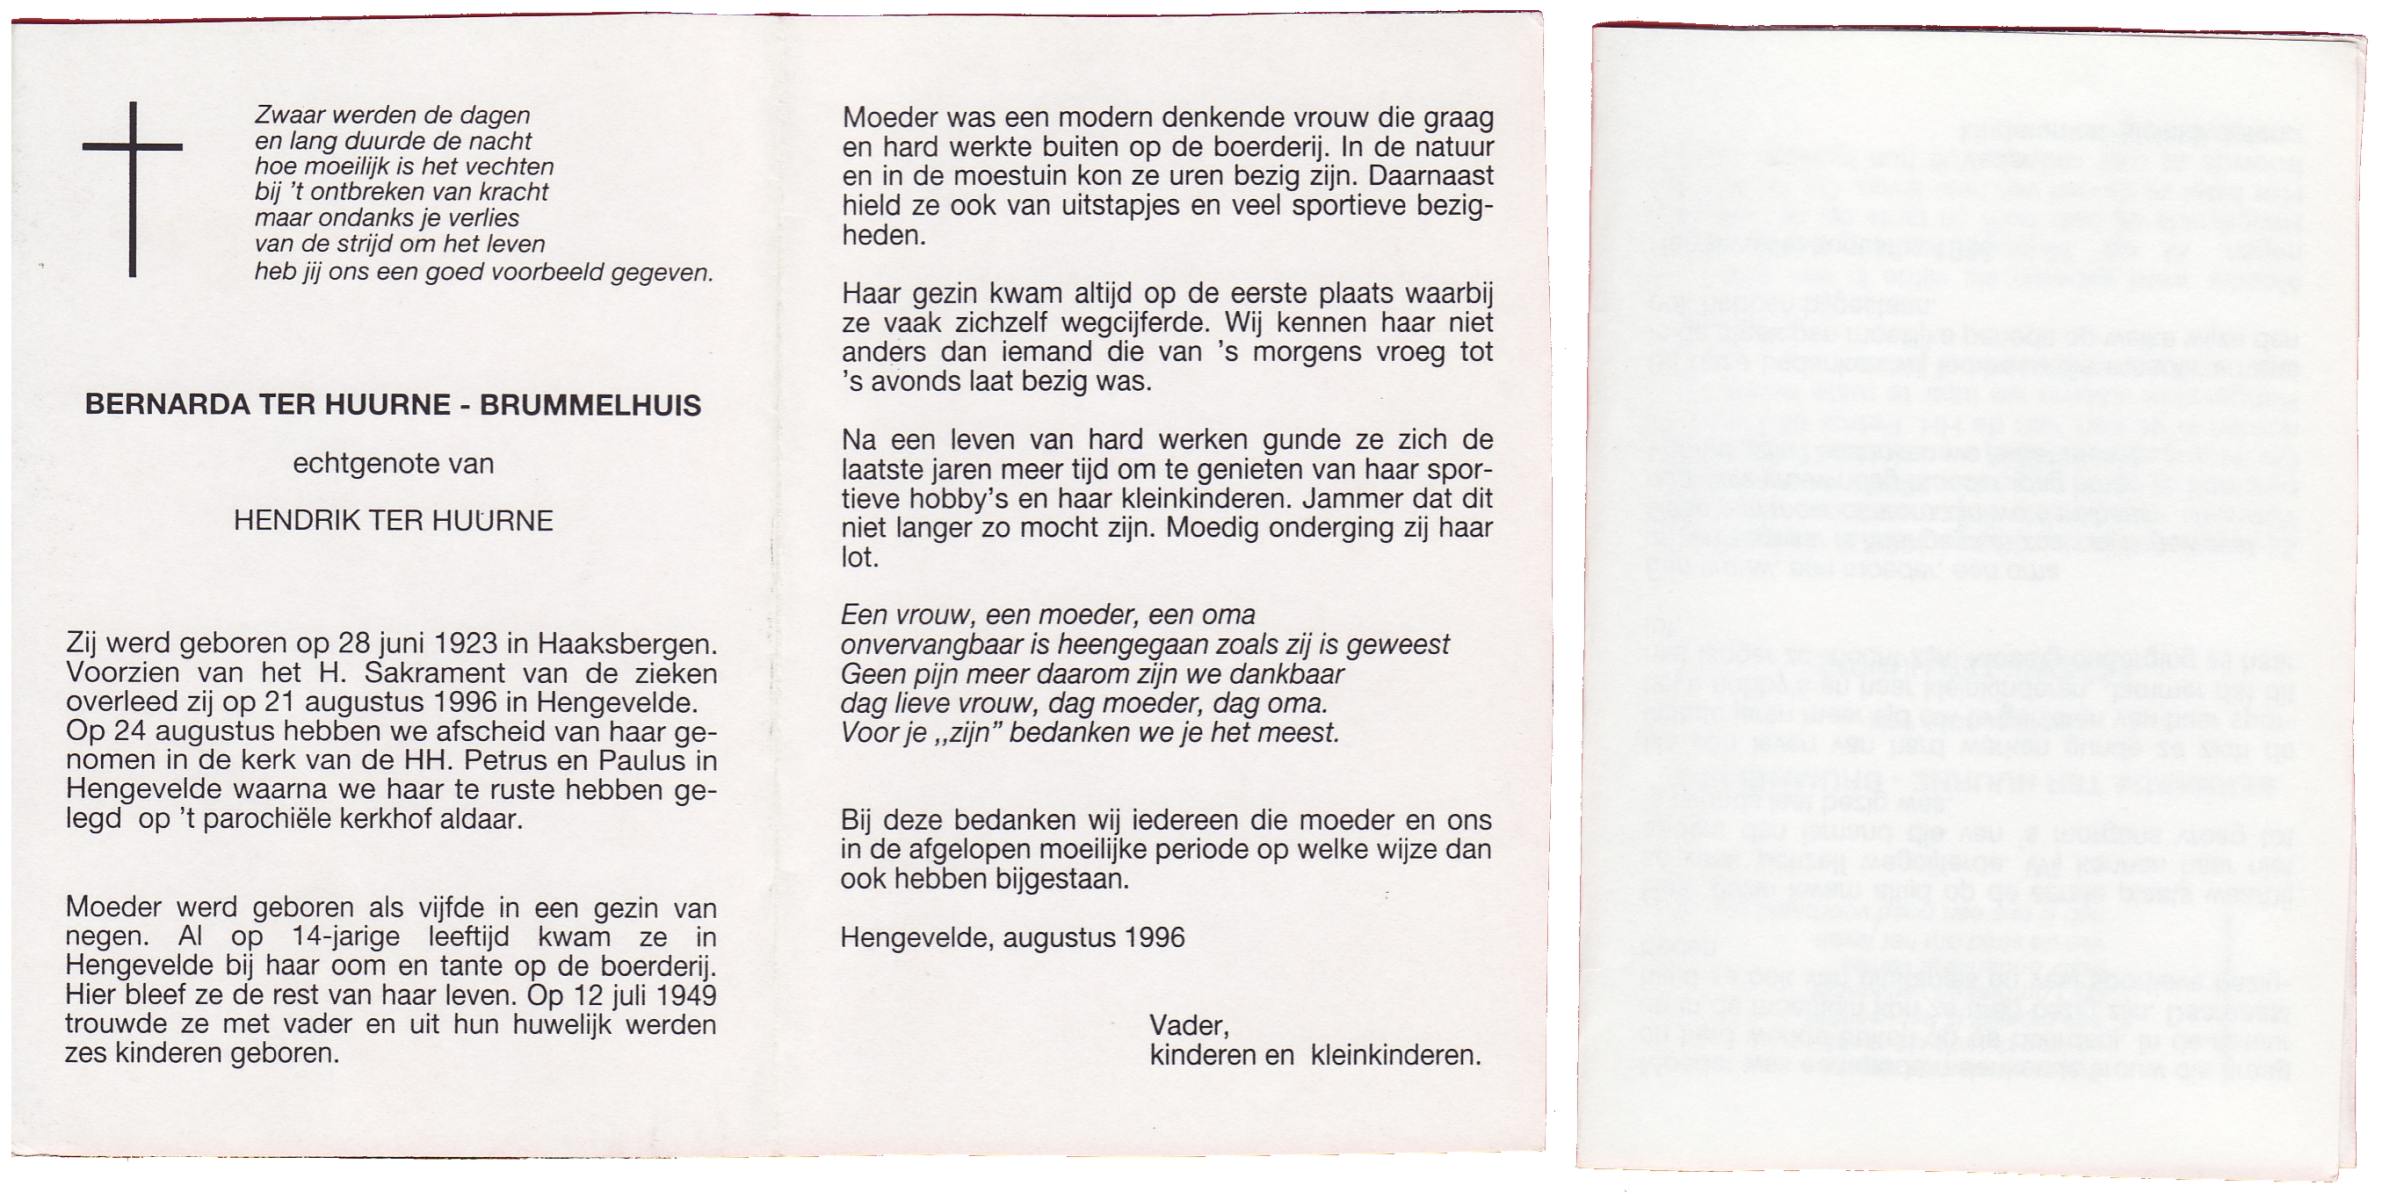 Zwaar werden de dagen
en lang duurde de nacht
hoe moeilijk is het vechten
bij 't ontbreken van kracht
maar ondanks je verlies
van de strijd om het leven
heb jij ons een goed voorbeeld gegeven.
BERNARDA TER HUURNE - BRUMMELHUIS
echtgenote van
HENDRIK TER HUURNE
Zij werd geboren op 28 juni 1923 in Haaksbergen.
Voorzien van het H. Sakrament van de zieken
overleed zij op 21 augustus 1996 in Hengevelde.
Op 24 augustus hebben we afscheid van haar ge-
nomen in de kerk van de HH. Petrus en Paulus in
Hengevelde waarna we haar te ruste hebben ge-
legd op 't parochiële kerkhof aldaar.
Moeder werd geboren als vijfde in een gezin van
negen. Al op 14-jarige leeftijd kwam ze in
Hengevelde bij haar oom en tante op de boerderij.
Hier bleef ze de rest van haar leven. Op 12 juli 1949
trouwde ze met vader en uit hun huwelijk werden
zes kinderen geboren.
Moeder was een modern denkende vrouw die graag
en hard werkte buiten op de boerderij. In de natuur
en in de moestuin kon ze uren bezig zijn. Daarnaast
hield ze ook van uitstapjes en veel sportieve bezig-
heden.
Haar gezin kwam altijd op de eerste plaats waarbij
ze vaak zichzelf wegcijferde. Wij kennen haar niet
anders dan iemand die van 's morgens vroeg tot
's avonds laat bezig was.
Na een leven van hard werken gunde ze zich de
laatste jaren meer tijd om te genieten van haar spor-
tieve hobby's en haar kleinkinderen. Jammer dat dit
niet langer zo mocht zijn. Moedig onderging zij haar
lot.
Een vrouw, een moeder, een oma
onvervangbaar is heengegaan zoals zij is geweest
Geen pijn meer daarom zijn we dankbaar
dag lieve vrouw, dag moeder, dag oma.
Voor je „zijn” bedanken we je het meest.
Bij deze bedanken wij iedereen die moeder en ons
in de afgelopen moeilijke periode op welke wijze dan
ook hebben bijgestaan.
Hengevelde, augustus 1996
Vader,
kinderen en kleinkinderen.